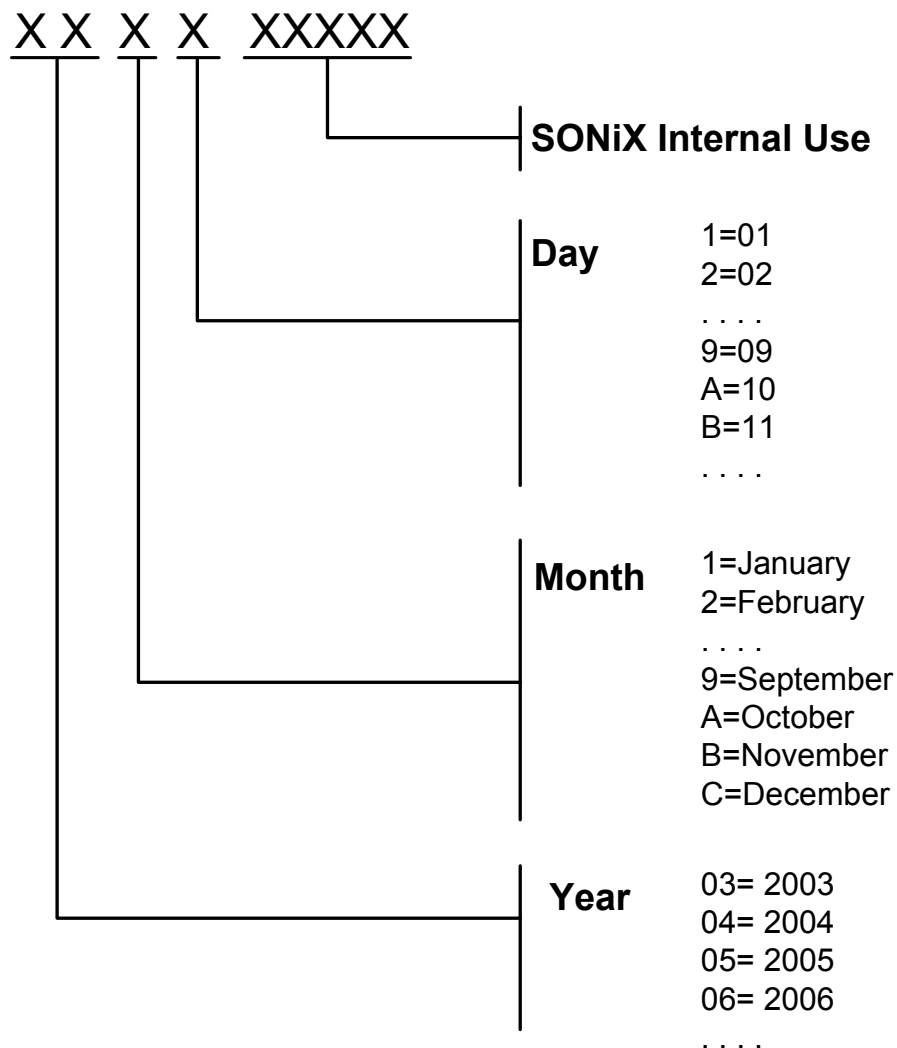 X X X X XXXXX
SONiX Internal Use
Day
1=01
2=02
. . . .
9=09
A=10
B=11
. . . .
Month
1=January
2=February
. . . .
9=September
A=October
B=November
C=December
Year
03= 2003
04= 2004
05= 2005
06= 2006
. . . .